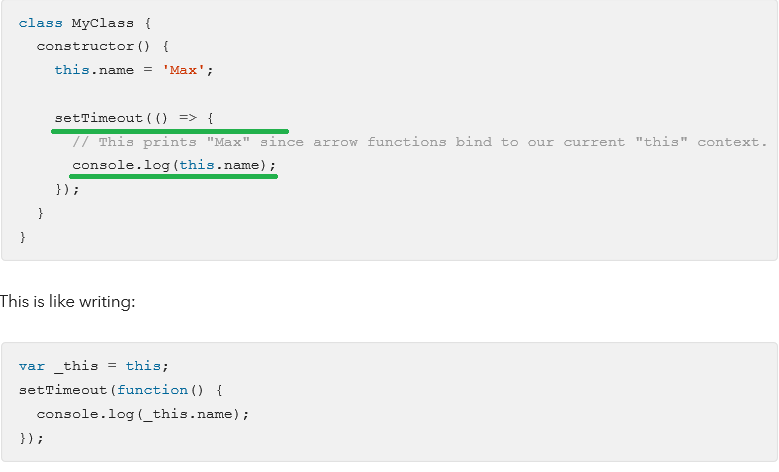 class MyClass {
constructor() {
this.name = 'Max';
setTimeout(() => {
// This prints "Max" since arrow functions bind to our current "this" context.
console.log(this.name);
});
}
}
This is like writing:
var _this = this;
setTimeout(function() {
console.log(_this.name);
});